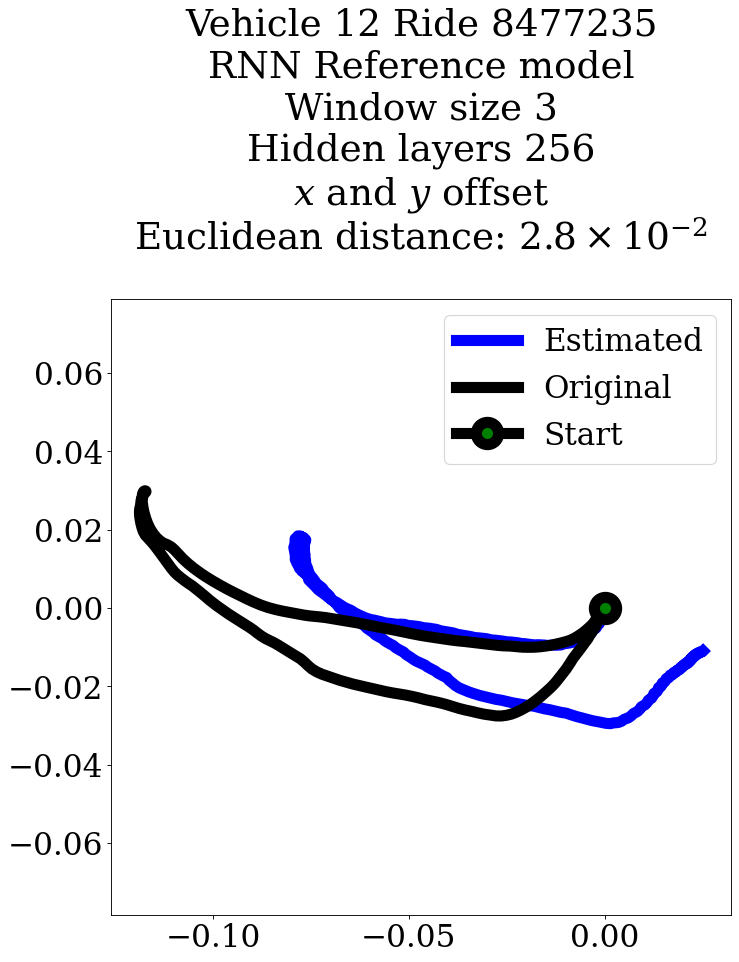 Vehicle 12 Ride 8477235
RNN Reference model
Window size 3
Hidden layers 256
x and y offset
Euclidean distance: 2.8 × 10⁻²
Estimated
Original
Start
0.06
0.04
0.02
0.00
−0.02
−0.04
−0.06
−0.10
−0.05
0.00